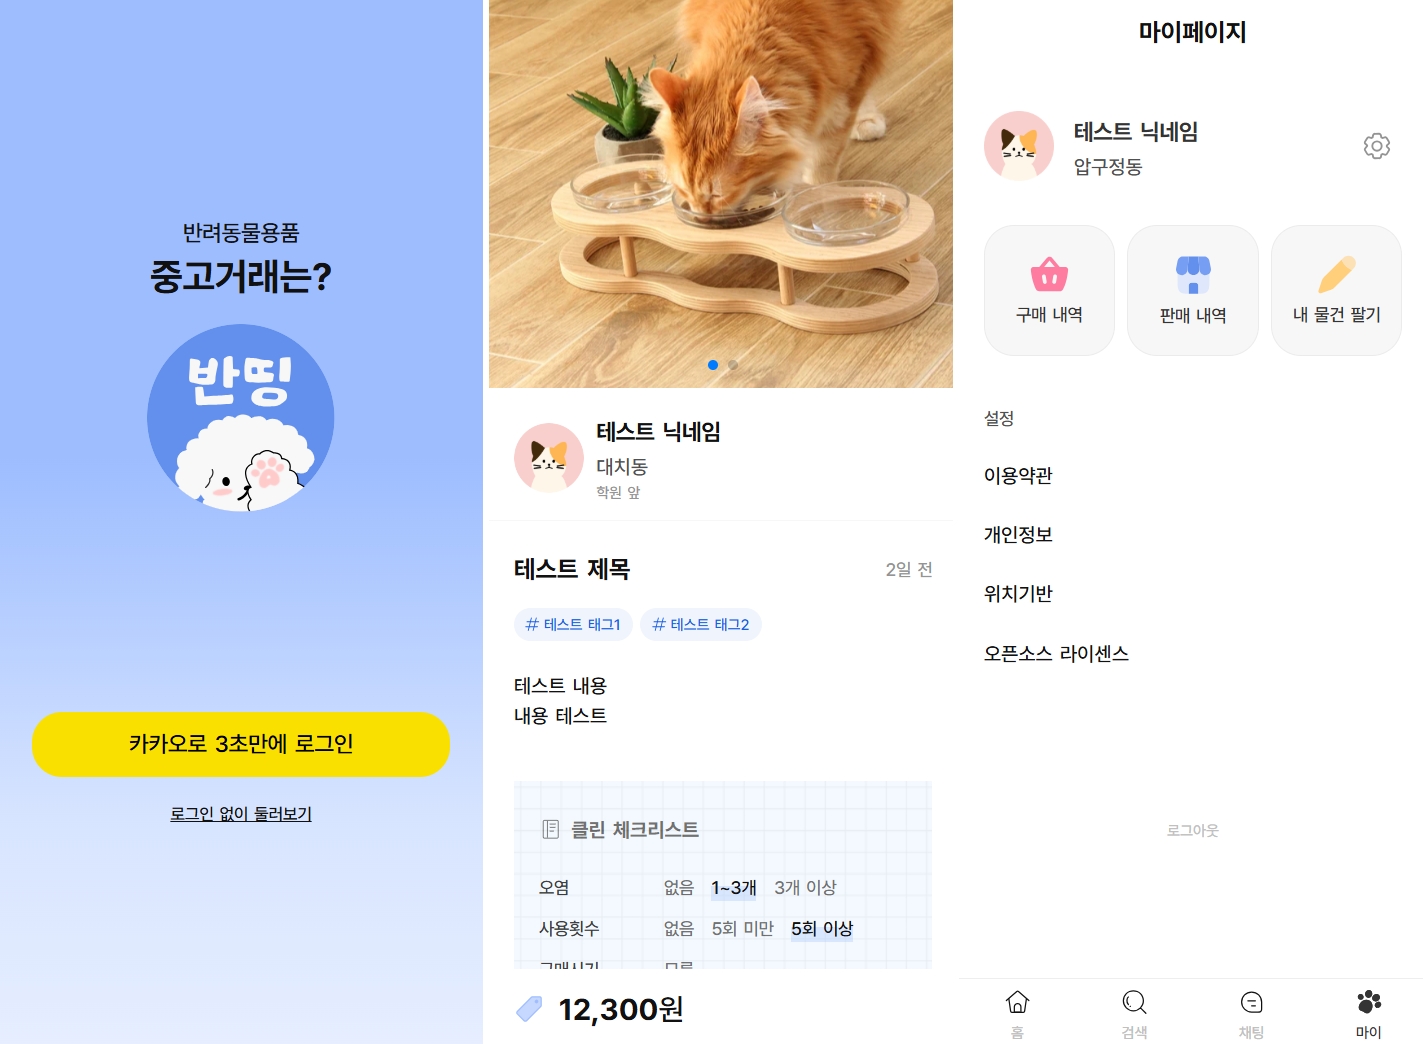 반려동물용품
중고거래는?
반띵
카카오로 3초만에 로그인
로그인 없이 둘러보기
테스트 닉네임
대치동
학원 앞
테스트 제목
2일 전
# 테스트 태그1
# 테스트 태그2
테스트 내용
내용 테스트
클린 체크리스트
오염 없음 1~3개 3개 이상
사용횟수 없음 5회 미만 5회 이상
12,300원
마이페이지
테스트 닉네임
압구정동
구매 내역
판매 내역
내 물건 팔기
설정
이용약관
개인정보
위치기반
오픈소스 라이센스
로그아웃
홈
검색
채팅
마이